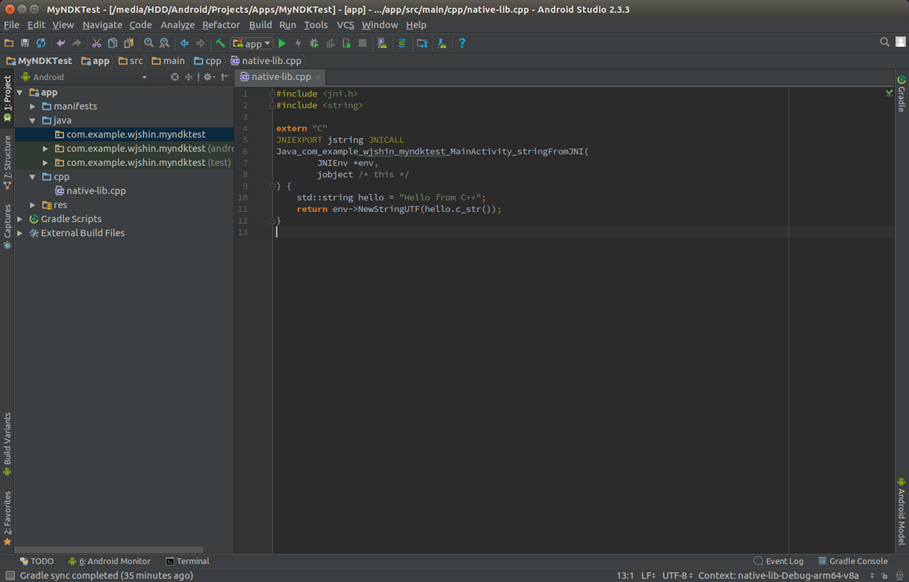 MyNDKTest - [/media/HDD/Android/Projects/Apps/MyNDKTest] - [app] - .../app/src/main/cpp/native-lib.cpp - Android Studio 2.3.3
File Edit View Navigate Code Analyze Refactor Build Run Tools VCS Window Help
app
MyNDKTest app src main cpp native-lib.cpp
Android
native-lib.cpp
1: Project
7: Structure
Captures
Build Variants
2: Favorites
app
manifests
java
com.example.wjshin.myndktest
com.example.wjshin.myndktest (andr
com.example.wjshin.myndktest (test)
cpp
native-lib.cpp
res
Gradle Scripts
External Build Files
1 #include <jni.h>
2 #include <string>
3
4 extern "C"
5 JNIEXPORT jstring JNICALL
6 Java_com_example_wjshin_myndktest_MainActivity_stringFromJNI(
7 JNIEnv *env,
8 jobject /* this */
9 ) {
10 std::string hello = "Hello from C++";
11 return env->NewStringUTF(hello.c_str());
12 }
13
Gradle
Android Model
TODO 6: Android Monitor Terminal Event Log Gradle Console
Gradle sync completed (35 minutes ago) 13:1 LF÷ UTF-8÷ Context: native-lib-Debug-arm64-v8a